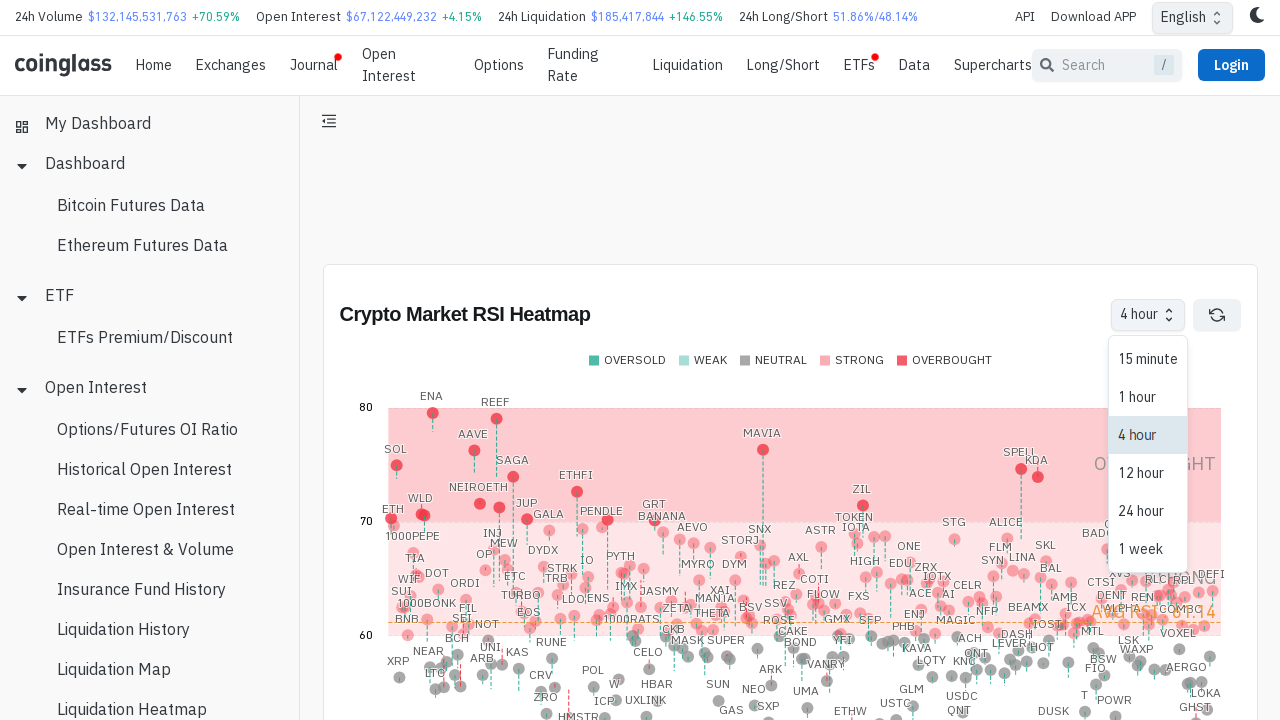 24h Volume $132,145,531,763 +70.59% Open Interest $67,122,449,232 +4.15% 24h Liquidation $185,417,844 +146.55% 24h Long/Short 51.86%/48.14% API Download APP English
coinglass Home Exchanges Journal Open Interest Options Funding Rate Liquidation Long/Short ETFs Data Supercharts Search / Login
My Dashboard
Dashboard
Bitcoin Futures Data
Ethereum Futures Data
ETF
ETFs Premium/Discount
Open Interest
Options/Futures OI Ratio
Historical Open Interest
Real-time Open Interest
Open Interest & Volume
Insurance Fund History
Liquidation History
Liquidation Map
Liquidation Heatmap
Crypto Market RSI Heatmap
4 hour
15 minute
1 hour
4 hour
12 hour
24 hour
1 week
OVERSOLD WEAK NEUTRAL STRONG OVERBOUGHT
80
ENA REEF
AAVE MAVIA
SOL SAGA KDA
ETHFI
NEIROETH ZIL
WLD JUP PENDLE GRT
ETH GALA BANANA TOKEN
70
1000PEPE INJ AEVO SNX ASTR IOTA STG ALICE
MEW STORJ
TIA OP DYDX IO PYTH MYRO DYM AXL HIGH EDU ONE FLM LINA SKL
DOT ETC STRK ZRX SYN BAL
WIF ORDI TRB IMX COTI IOTX CELR CTSI
SUI TURBO LDO ENS JASMY XAI REZ FLOW FXS ACE AI AMB DENT REN
1000BONK FIL EOS ZETA MANTA BSV SSV NFP BEAMX ICX ALPHA COMBO
BNB SEI NOT 1000RATS THETA ROSE GMX SFP ENJ MAGIC IOST
60
BCH CKB CAKE PHB DASH MTL VOXEL
NEAR UNI RUNE MASK SUPER BOND YFI KAVA ACH LEVER HOT LSK WAXP
XRP ARB KAS CELO VANRY LQTY KNC QNT BSW
LTC CRV POL ARK FIO AERGO
ZRO W HBAR SUN NEO UMA GLM USDC T POWR LOKA
ICP UXLINK GAS SXP USTC
HMSTR ETHW QNT DUSK GHST